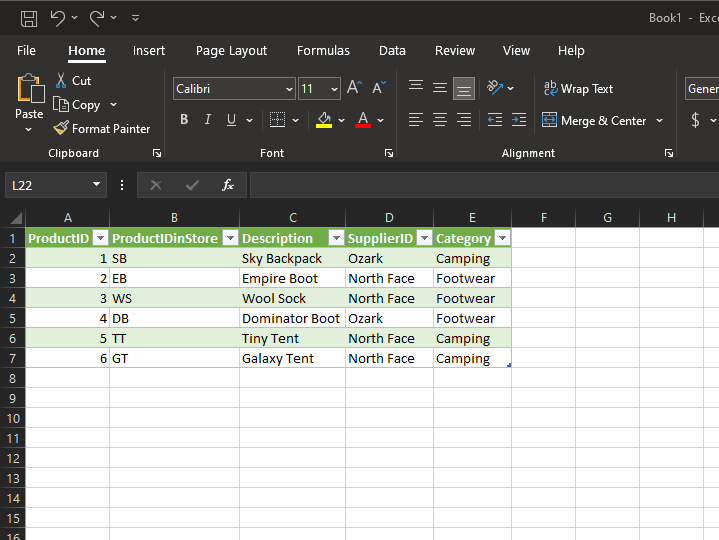 Book1 - Exce
File Home Insert Page Layout Formulas Data Review View Help
Paste
Cut
Copy
Format Painter
Clipboard
Calibri 11 A A
B I U A
Font
ab Wrap Text
Merge & Center
Alignment
Gener
$
L22 fx
A B C D E F G H
1 ProductID ProductIDinStore Description SupplierID Category
2 1 SB Sky Backpack Ozark Camping
3 2 EB Empire Boot North Face Footwear
4 3 WS Wool Sock North Face Footwear
5 4 DB Dominator Boot Ozark Footwear
6 5 TT Tiny Tent North Face Camping
7 6 GT Galaxy Tent North Face Camping
8
9
10
11
12
13
14
15
16